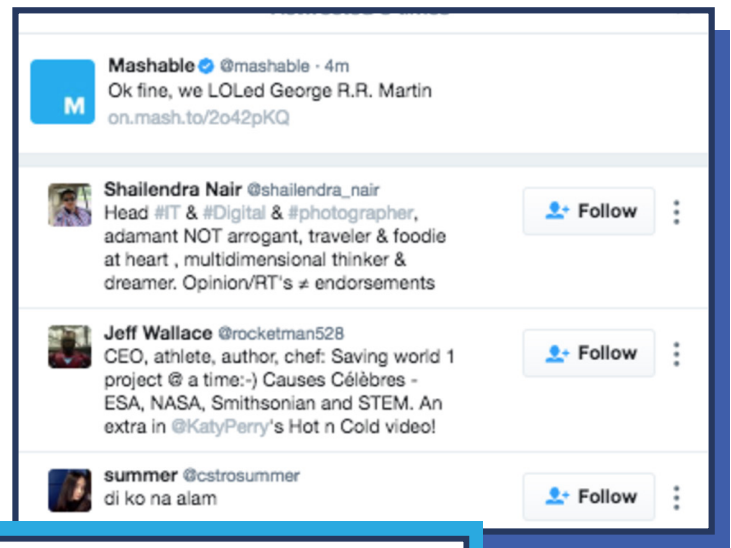 Mashable @mashable · 4m
Ok fine, we LOLed George R.R. Martin
on.mash.to/2o42pKQ
M
Shailendra Nair @shailendra_nair
Head #IT & #Digital & #photographer,
adamant NOT arrogant, traveler & foodie
at heart , multidimensional thinker &
dreamer. Opinion/RT's ≠ endorsements
Follow
Jeff Wallace @rocketman528
CEO, athlete, author, chef: Saving world 1
project @ a time:-) Causes Célèbres -
ESA, NASA, Smithsonian and STEM. An
extra in @KatyPerry's Hot n Cold video!
Follow
summer @cstrosummer
di ko na alam
Follow